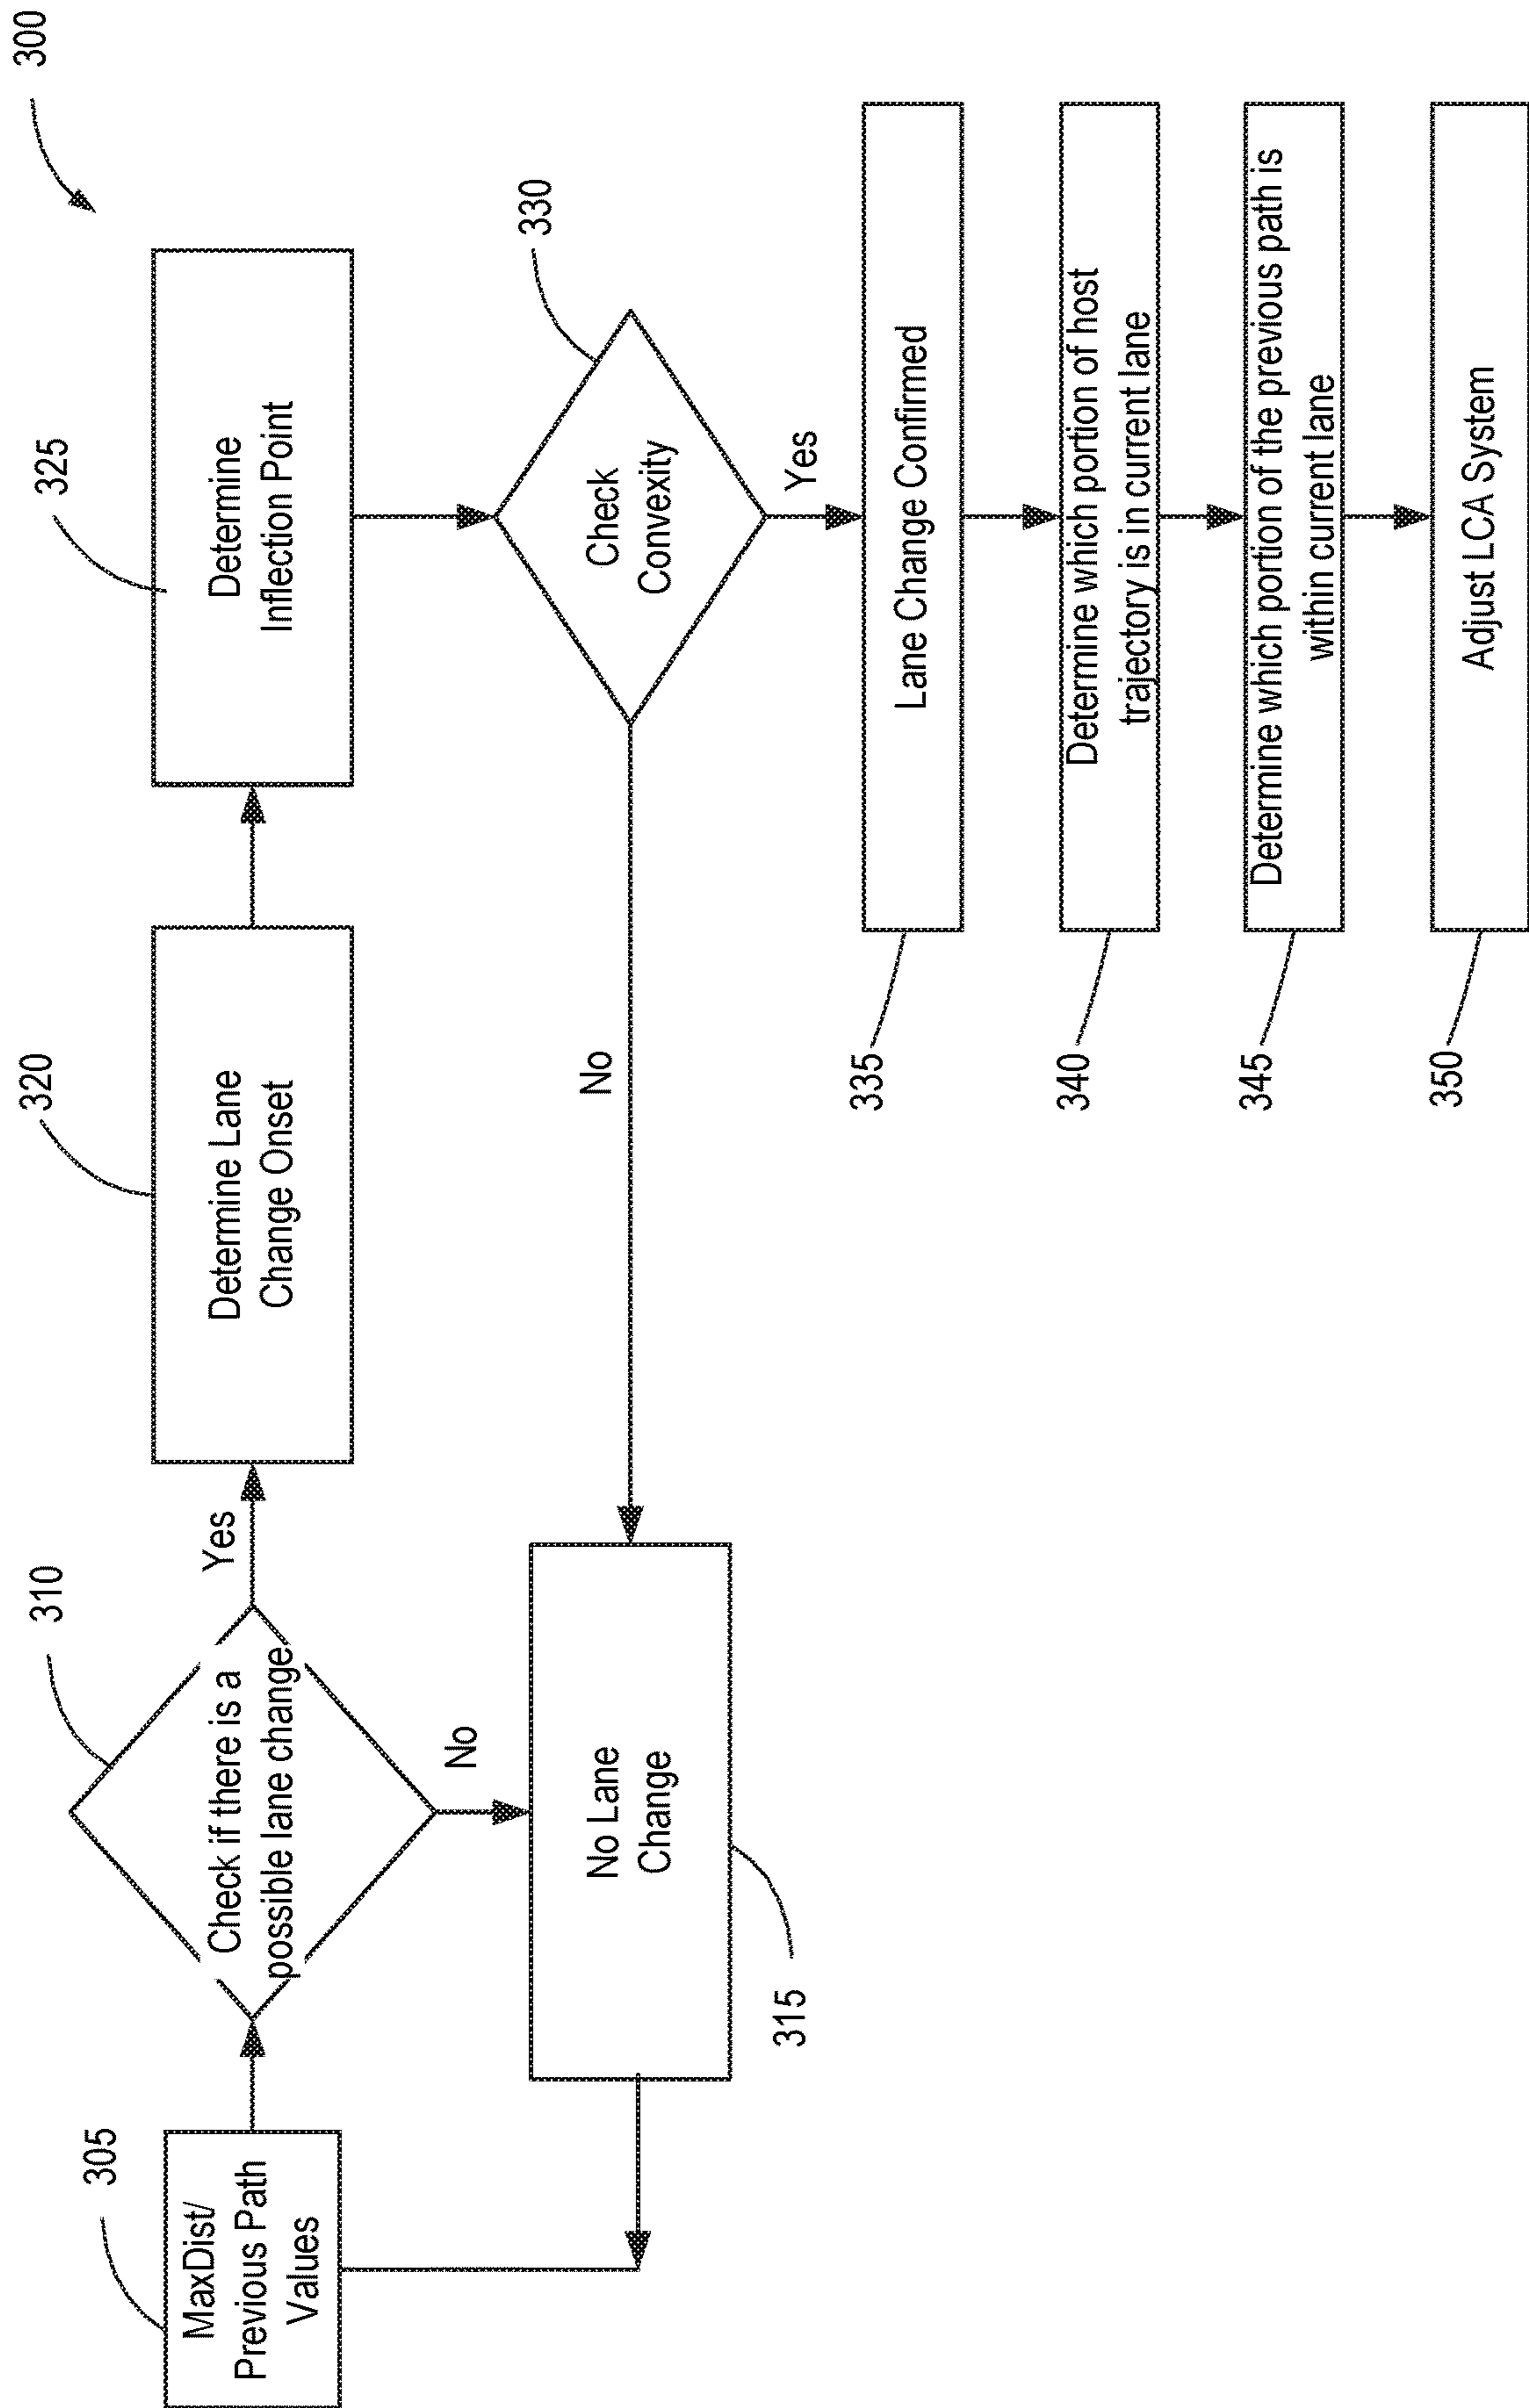 300
305
MaxDist/
Previous Path
Values
310
Check if there is a
possible lane change
Yes
No
320
Determine Lane
Change Onset
325
Determine
Inflection Point
315
No Lane
Change
330
Check
Convexity
No
Yes
335
Lane Change Confirmed
340
Determine which portion of host
trajectory is in current lane
345
Determine which portion of the previous path is
within current lane
350
Adjust LCA System